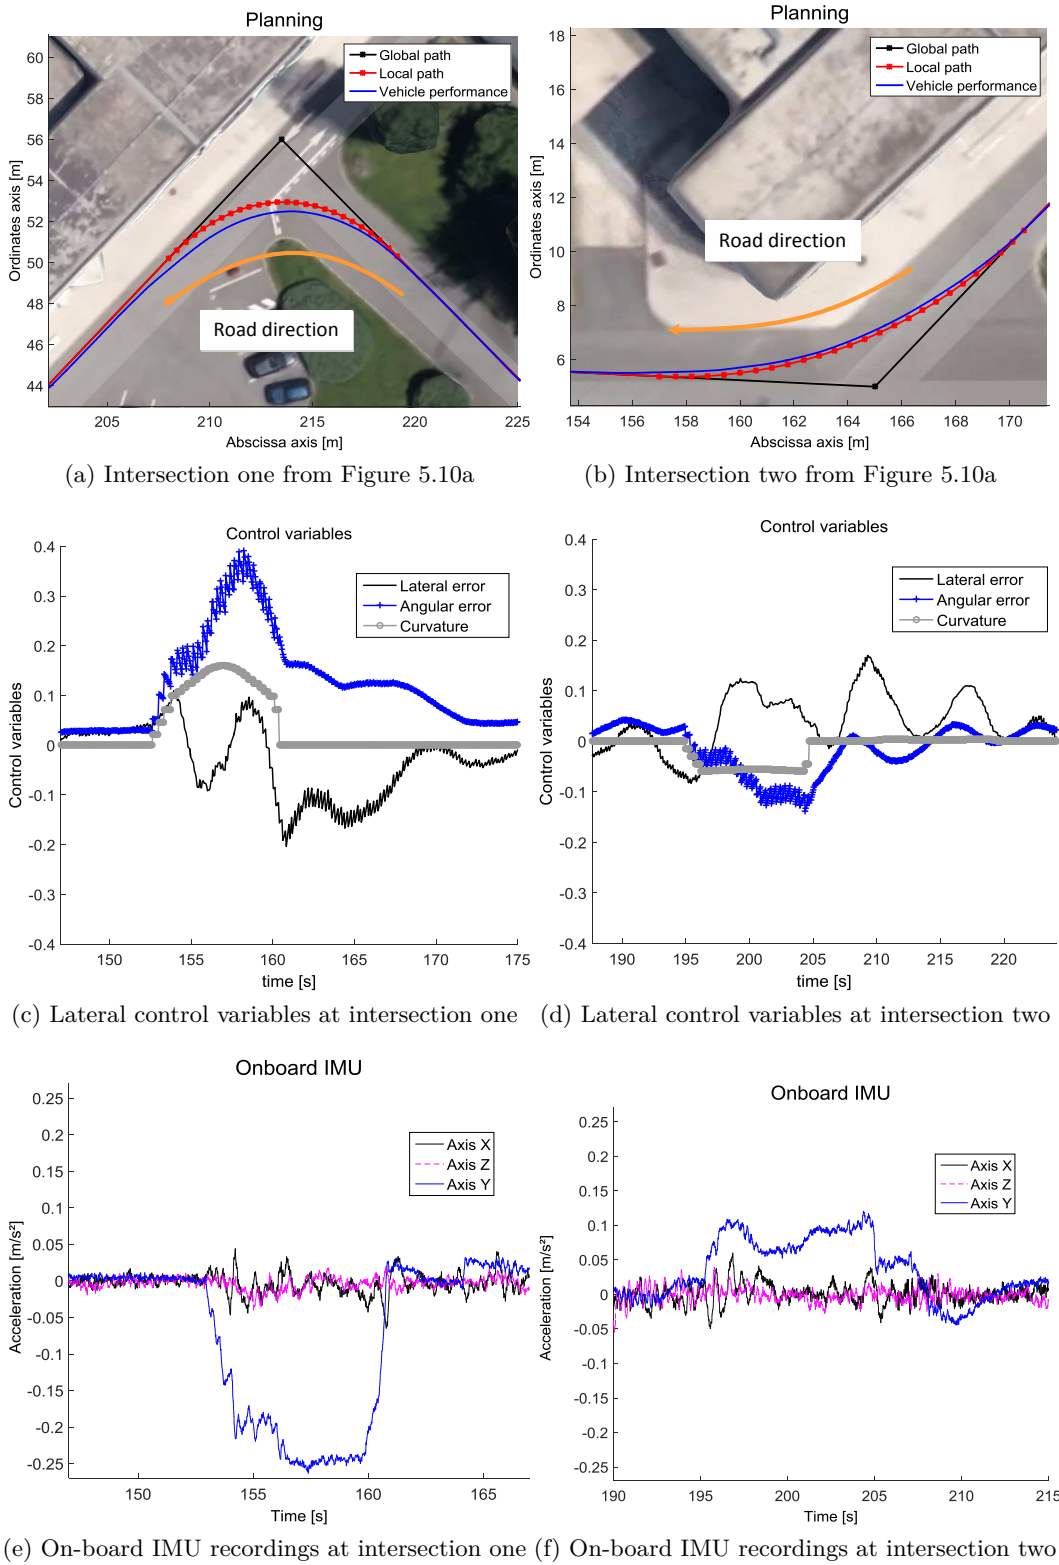 Planning
60
58
56
54
52
50
48
46
44
Ordinates axis [m]
Global path
Local path
Vehicle performance
Road direction
205
210
215
220
225
Abscissa axis [m]
(a) Intersection one from Figure 5.10a
Planning
18
16
14
12
10
8
6
Ordinates axis [m]
Global path
Local path
Vehicle performance
Road direction
154
156
158
160
162
164
166
168
170
Abscissa axis [m]
(b) Intersection two from Figure 5.10a
Control variables
0.4
0.3
0.2
0.1
0
-0.1
-0.2
-0.3
-0.4
Control variables
Lateral error
Angular error
Curvature
150
155
160
165
170
175
time [s]
(c) Lateral control variables at intersection one
Control variables
0.4
0.3
0.2
0.1
0
-0.1
-0.2
-0.3
-0.4
Control variables
Lateral error
Angular error
Curvature
190
195
200
205
210
215
220
time [s]
(d) Lateral control variables at intersection two
Onboard IMU
0.25
0.2
0.15
0.1
0.05
0
-0.05
-0.1
-0.15
-0.2
-0.25
Acceleration [m/s²]
Axis X
Axis Z
Axis Y
150
155
160
165
Time [s]
(e) On-board IMU recordings at intersection one
Onboard IMU
0.25
0.2
0.15
0.1
0.05
0
-0.05
-0.1
-0.15
-0.2
-0.25
Acceleration [m/s²]
Axis X
Axis Z
Axis Y
190
195
200
205
210
215
Time [s]
(f) On-board IMU recordings at intersection two